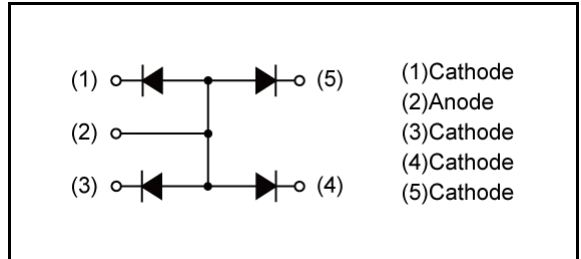 (1) (5) (1)Cathode
(2) (2)Anode
(3)Cathode
(3) (4) (4)Cathode
(5)Cathode